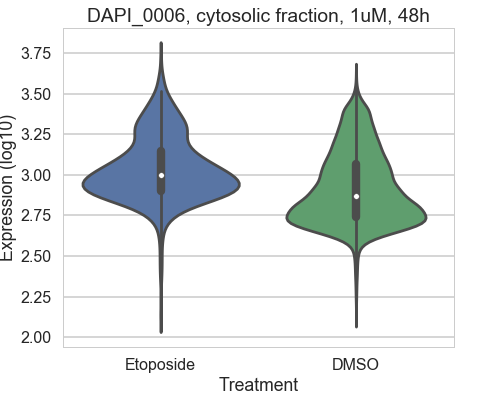 DAPI_0006, cytosolic fraction, 1uM, 48h
3.75
3.50
3.25
3.00
2.75
2.50
2.25
2.00
Expression (log10)
Etoposide DMSO
Treatment